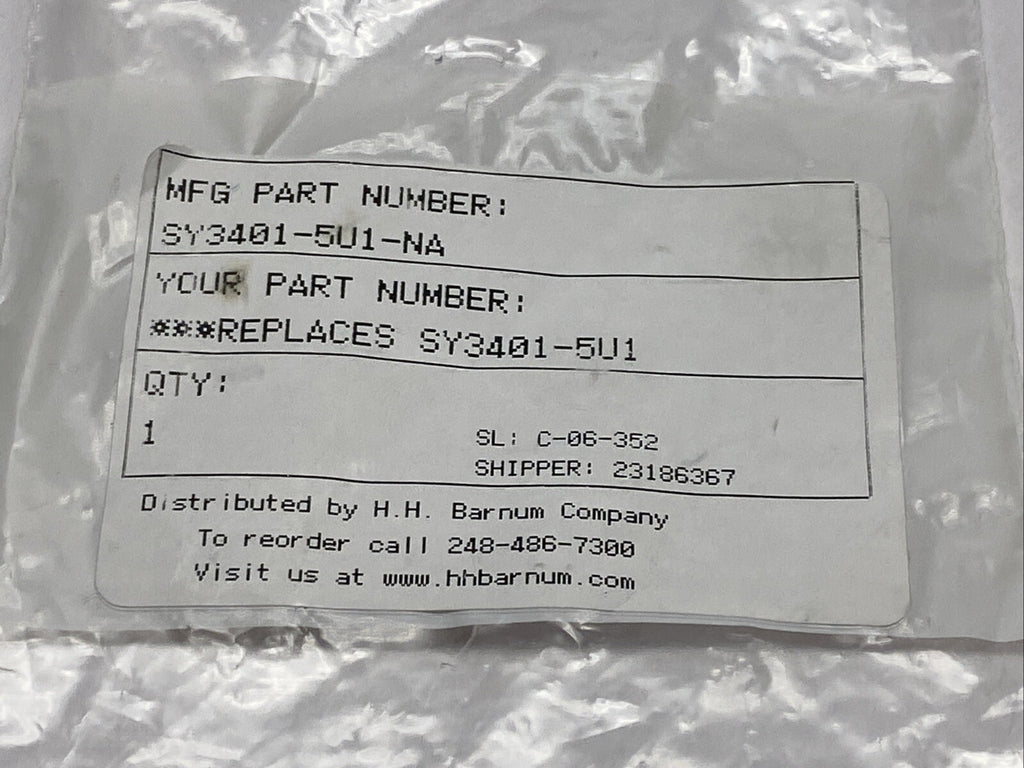 MFG PART NUMBER:
SY3401-5U1-NA
YOUR PART NUMBER:
***REPLACES SY3401-5U1
QTY:
1
SL: C-06-352
SHIPPER: 23186367
Distributed by H.H. Barnum Company
To reorder call 248-486-7300
Visit us at www.hhbarnum.com